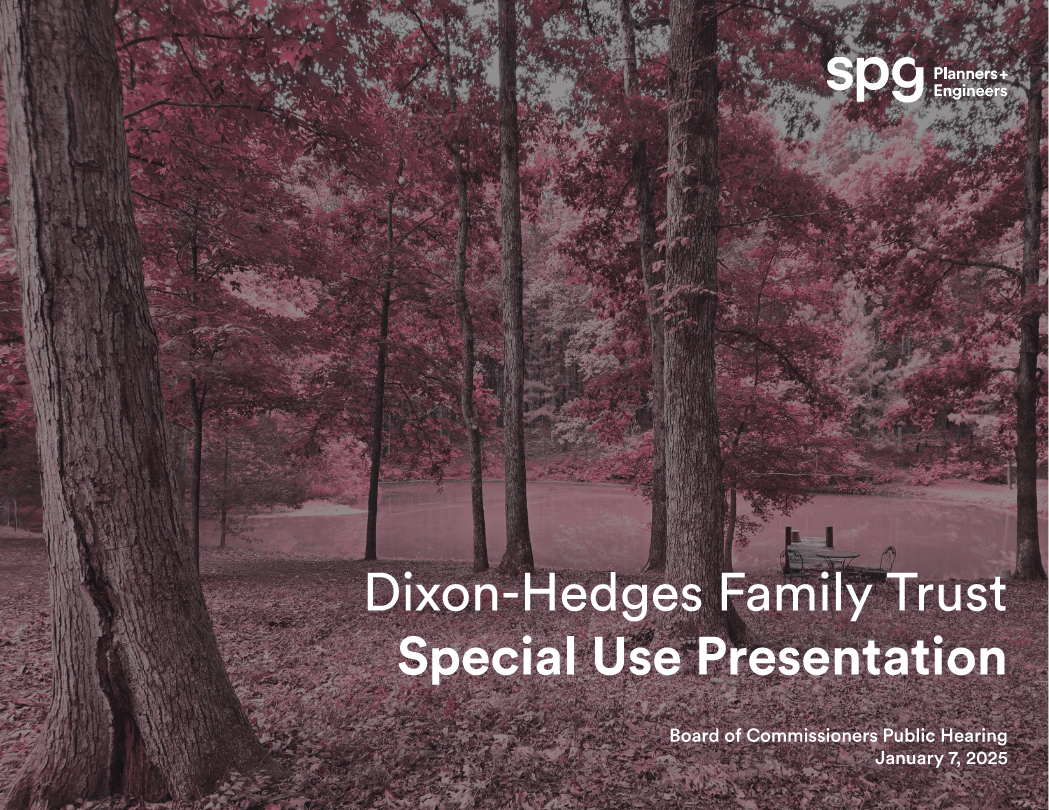 spg Planners+
Engineers
Dixon-Hedges Family Trust
Special Use Presentation
Board of Commissioners Public Hearing
January 7, 2025